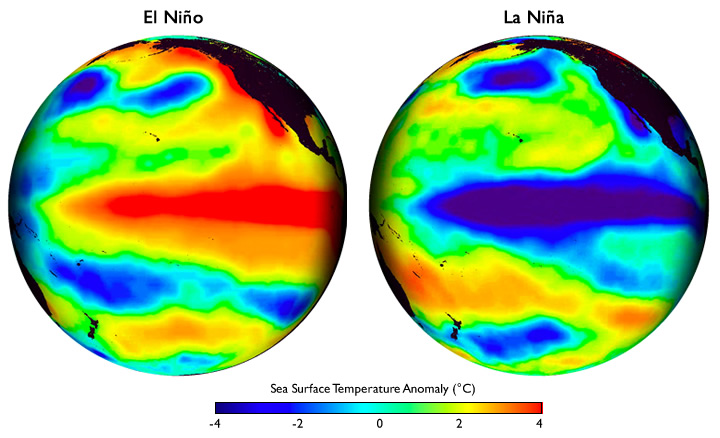 El Niño
La Niña
Sea Surface Temperature Anomaly (°C)
-4 -2 0 2 4